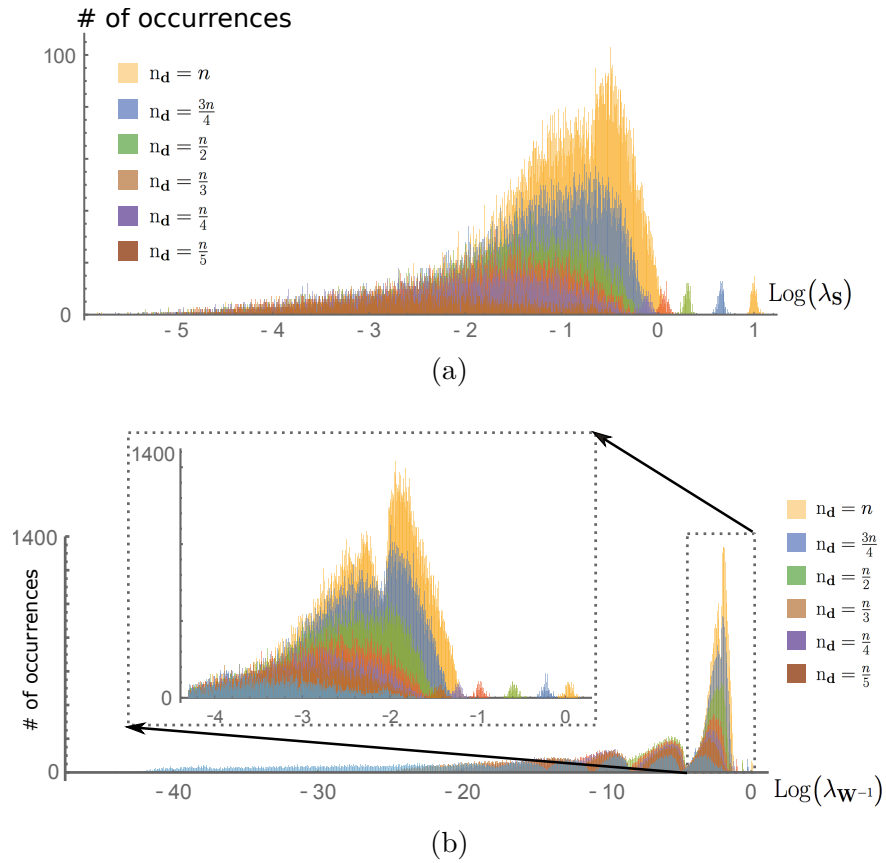 # of occurrences
100
n_d = n
n_d = 3n/4
n_d = n/2
n_d = n/3
n_d = n/4
n_d = n/5
0
Log(λ_S)
-5 -4 -3 -2 -1 0 1
(a)
1400
0
-4 -3 -2 -1 0
1400
# of occurrences
0
n_d = n
n_d = 3n/4
n_d = n/2
n_d = n/3
n_d = n/4
n_d = n/5
-40 -30 -20 -10 0
Log(λ_W⁻¹)
(b)